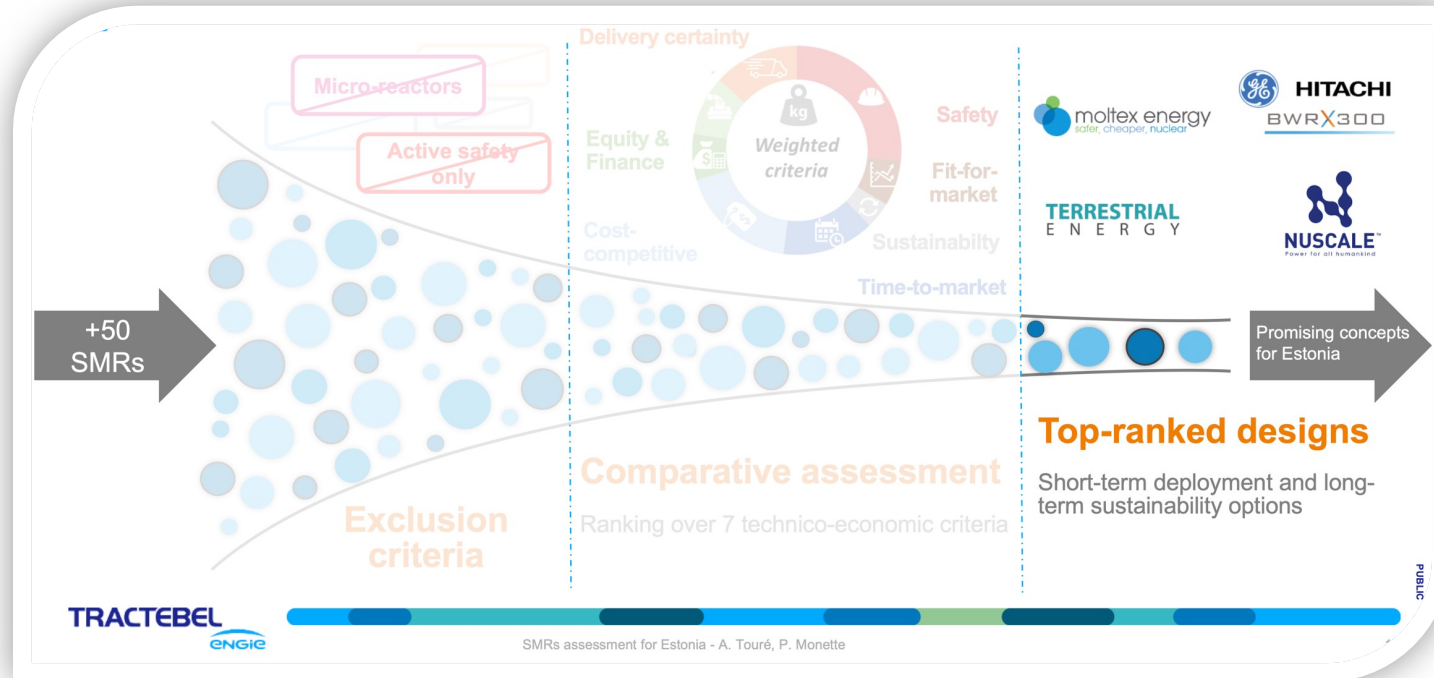 +50
SMRs
Micro-reactors
Active safety
only
Exclusion
criteria
Delivery certainty
Equity &
Finance
Cost-
competitive
kg
Weighted
criteria
Safety
Fit-for-
market
Sustainabilty
Time-to-market
Comparative assessment
Ranking over 7 technico-economic criteria
moltex energy
safer, cheaper, nuclear
GE
HITACHI
BWRX300
TERRESTRIAL
ENERGY
NUSCALE™
Power for all humankind
Promising concepts
for Estonia
Top-ranked designs
Short-term deployment and long-
term sustainability options
PUBLIC
TRACTEBEL
ENGIE
SMRs assessment for Estonia - A. Touré, P. Monette